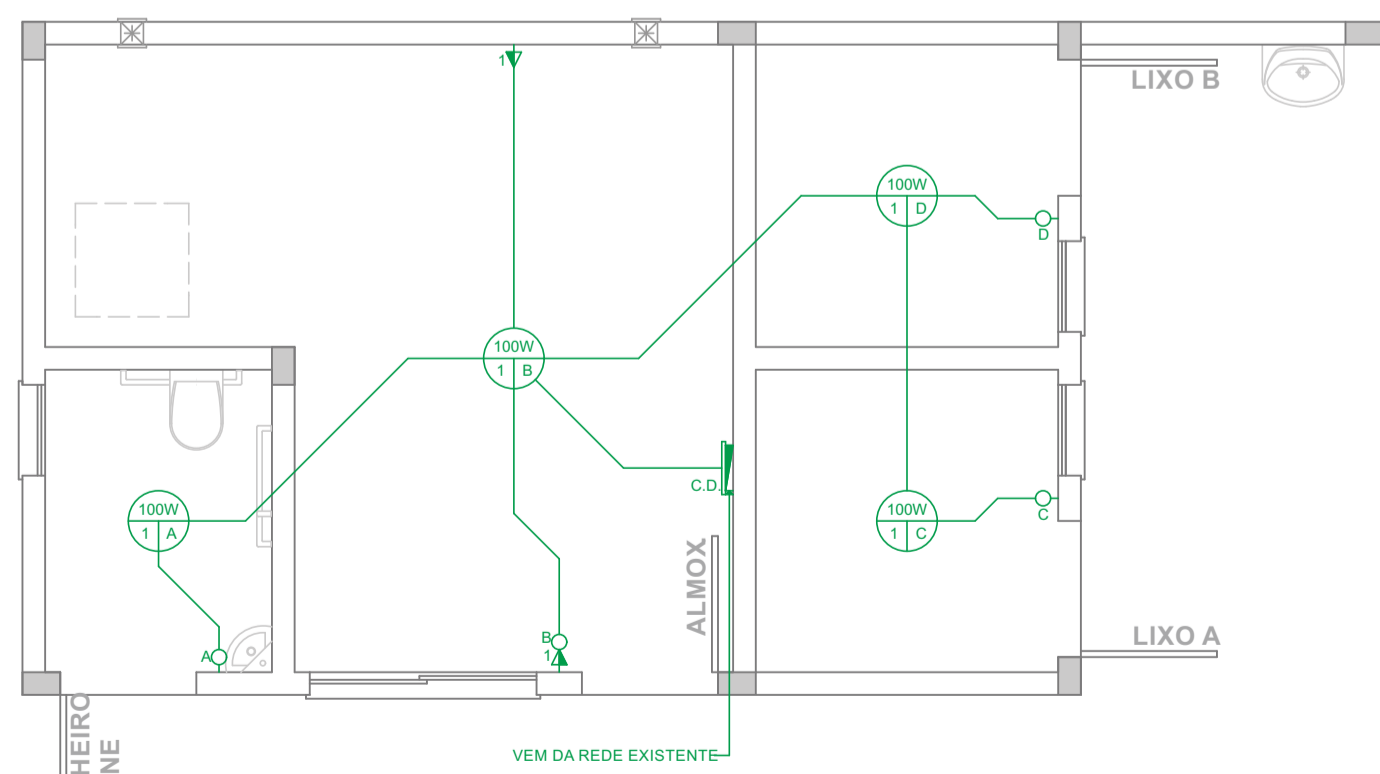 LIXO B
1
100W
1 D
D
100W
1 B
C.D.
100W
1 A
A
100W
1 C
C
ALMOX
B
1
LIXO A
HEIRO
NE
VEM DA REDE EXISTENTE